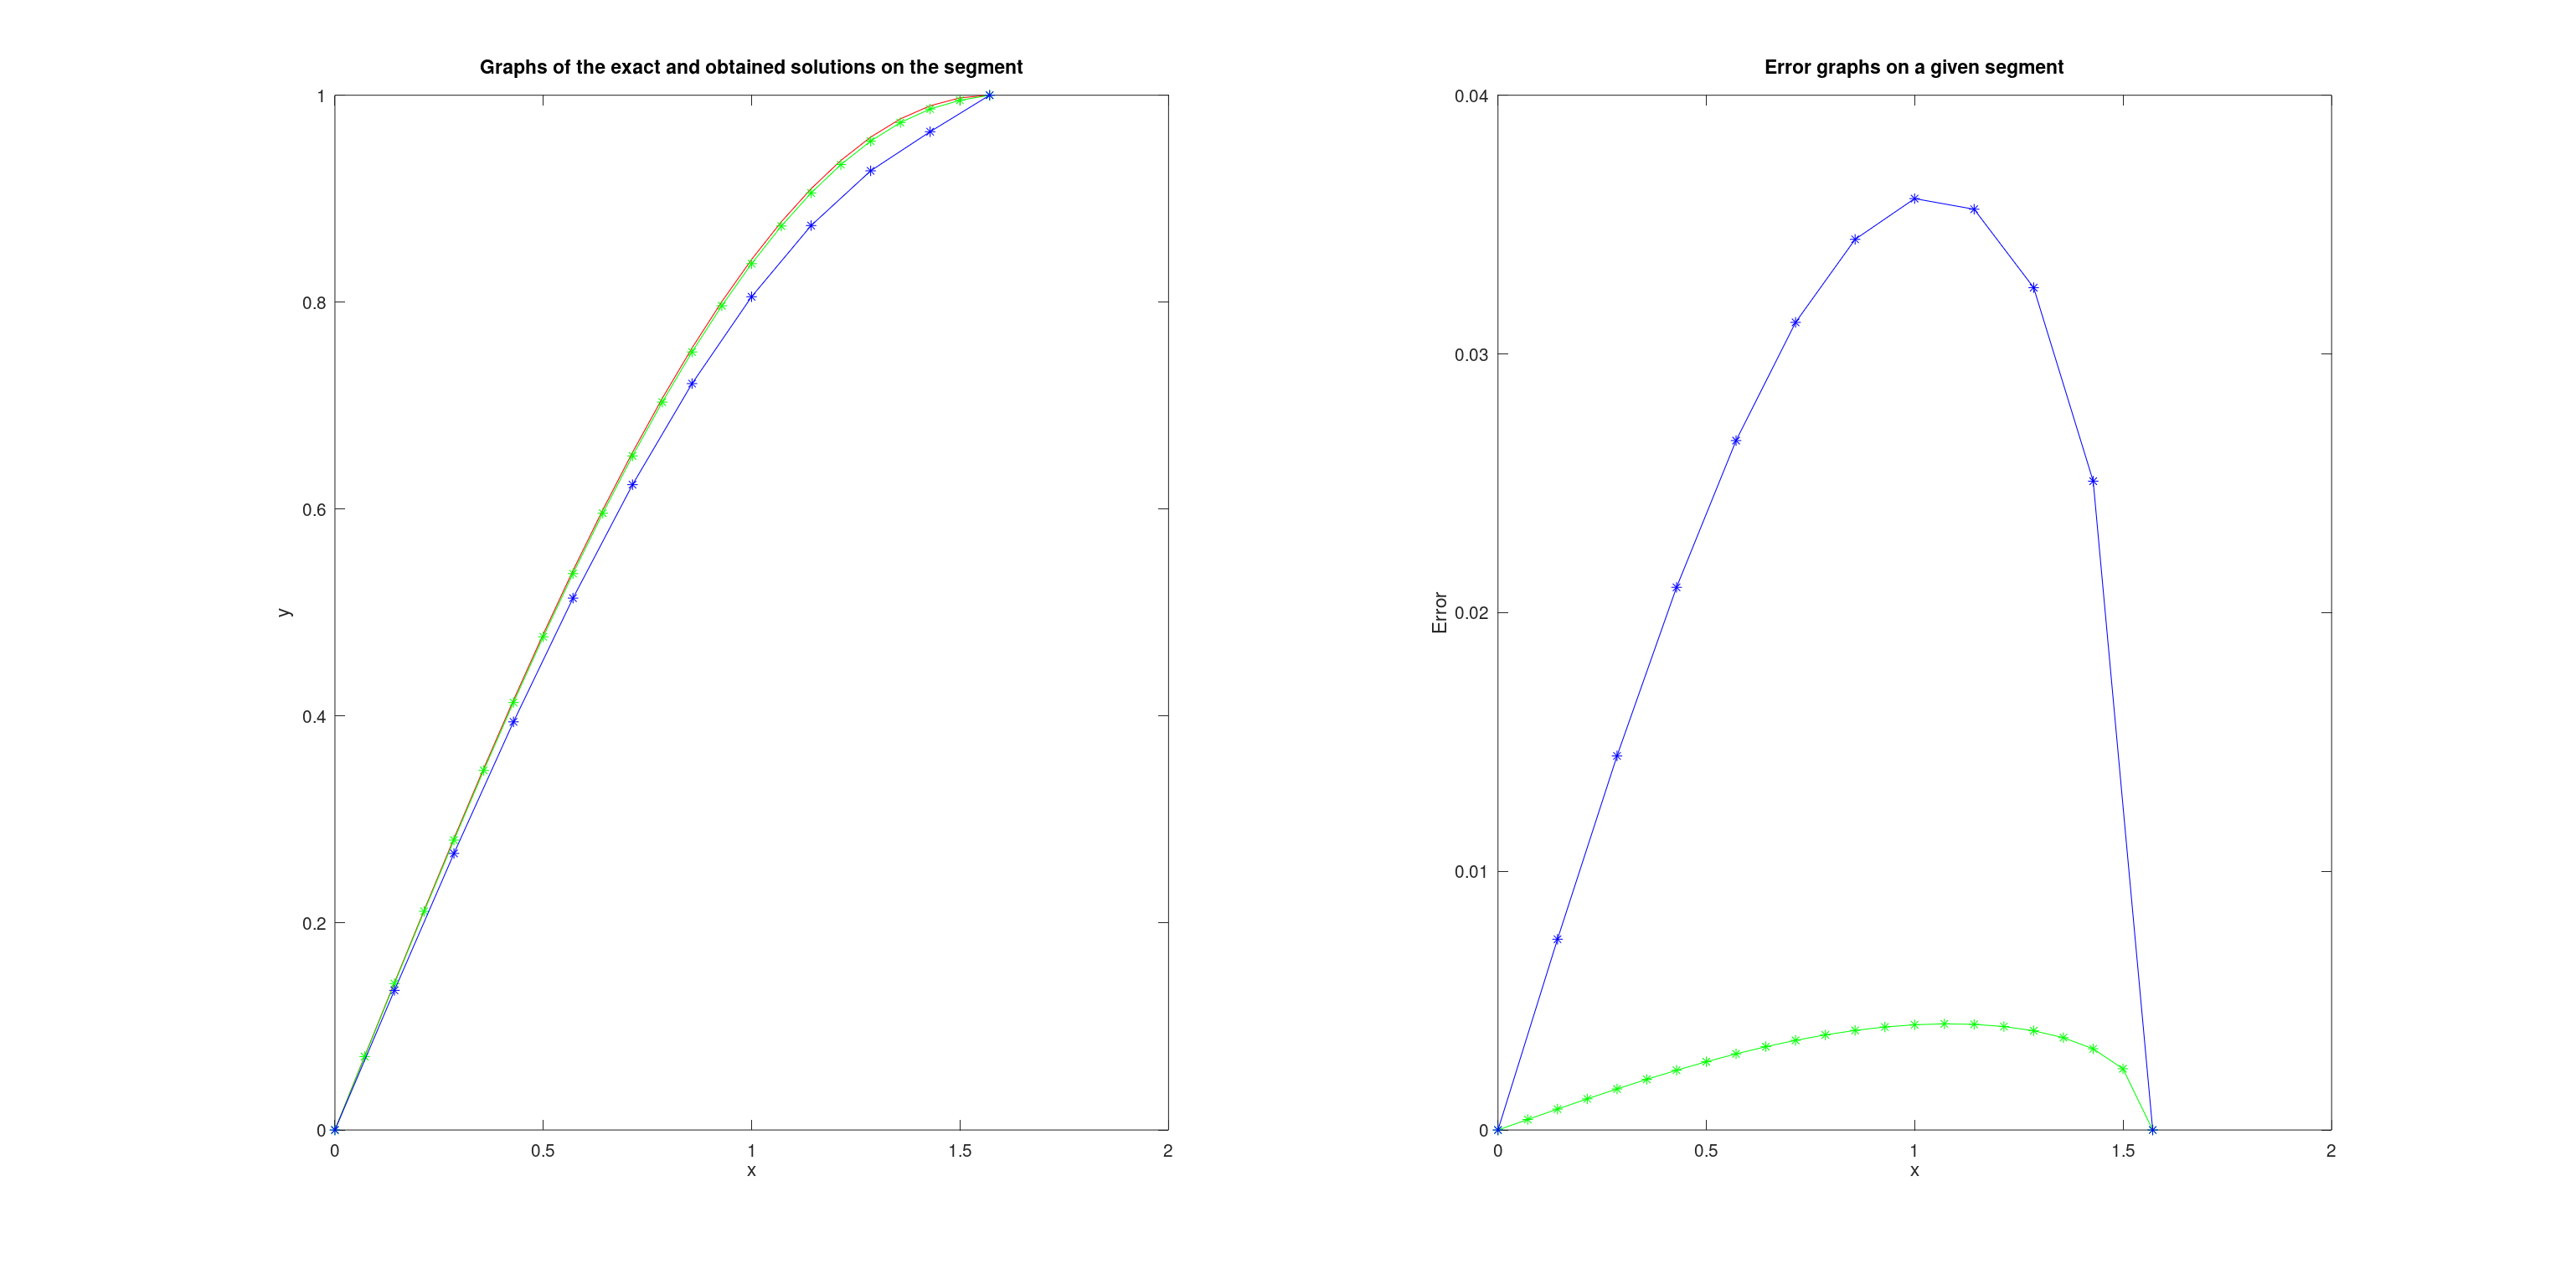 Graphs of the exact and obtained solutions on the segment
1
0.8
0.6
0.4
0.2
0
y
0 0.5 1 1.5 2
x
Error graphs on a given segment
0.04
0.03
0.02
0.01
0
Error
0 0.5 1 1.5 2
x